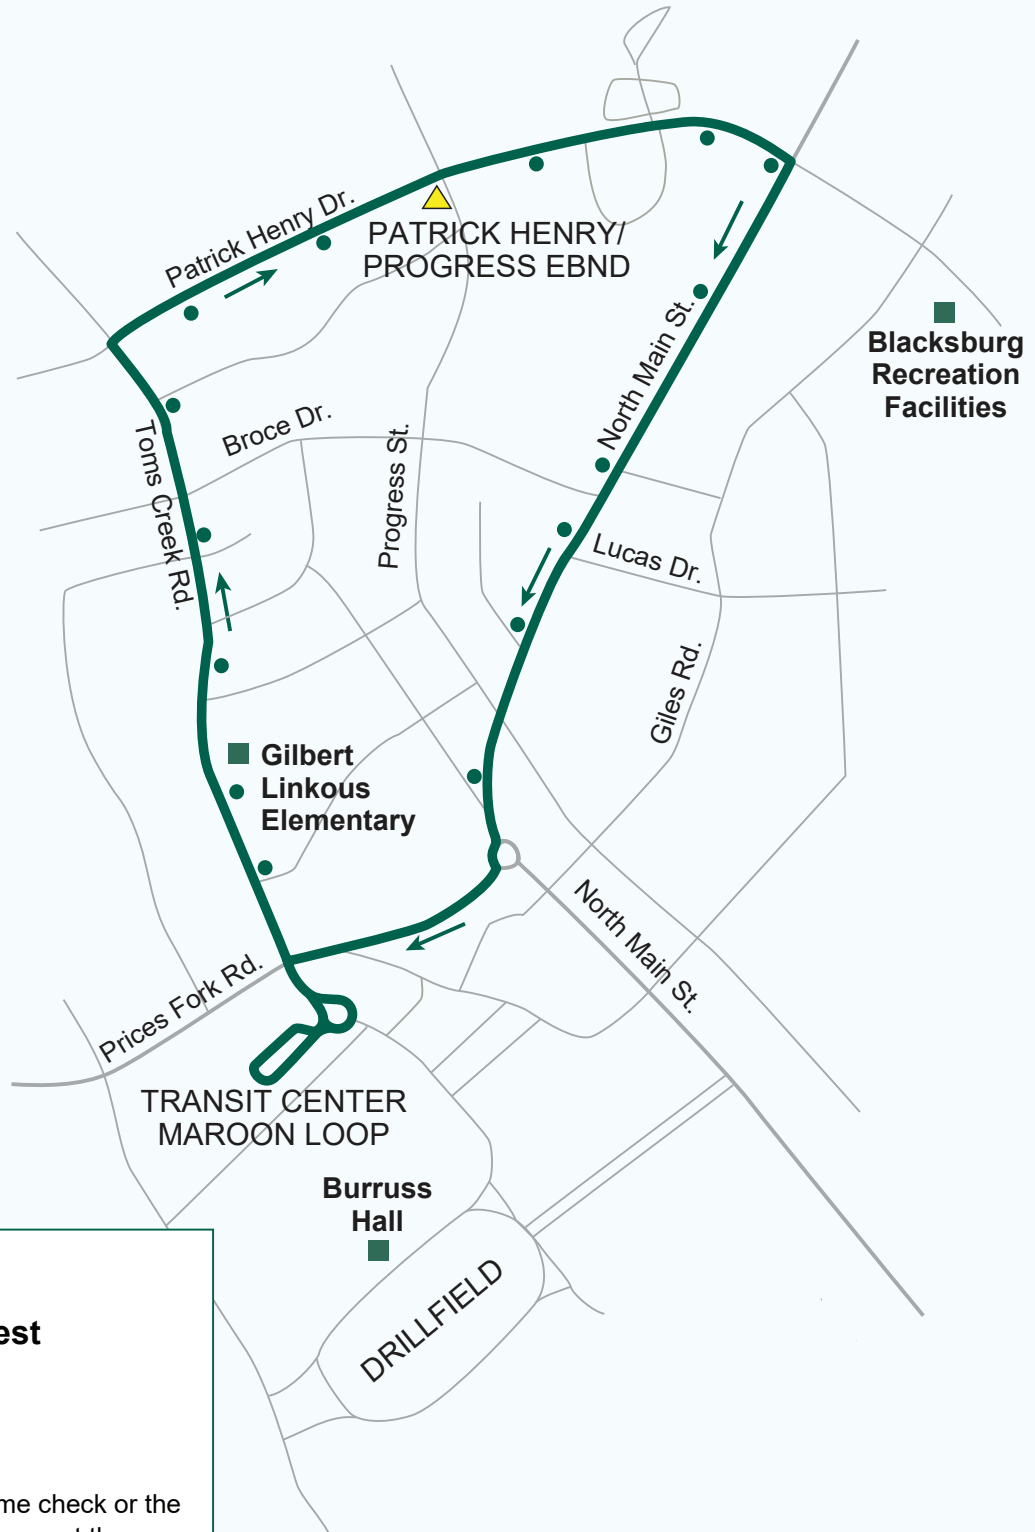 Patrick Henry Dr.
PATRICK HENRY/
PROGRESS EBND
North Main St.
Blacksburg
Recreation
Facilities
Broce Dr.
Toms Creek Rd.
Progress St.
Lucas Dr.
Giles Rd.
Gilbert
Linkous
Elementary
North Main St.
Prices Fork Rd.
TRANSIT CENTER
MAROON LOOP
Burruss
Hall
DRILLFIELD
est
me check or the